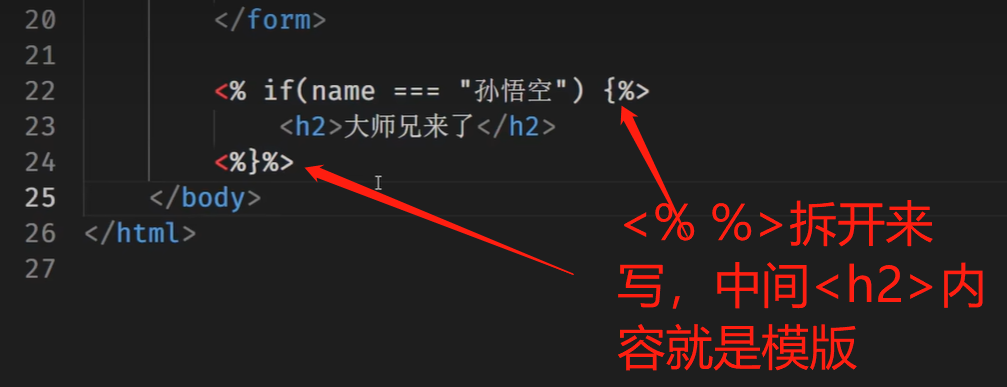 20 </form>
21
22 <% if(name === "孙悟空") {%>
23 <h2>大师兄来了</h2>
24 <%}%>
25 </body>
26 </html>
27
<% %>拆开来
写，中间<h2>内
容就是模版